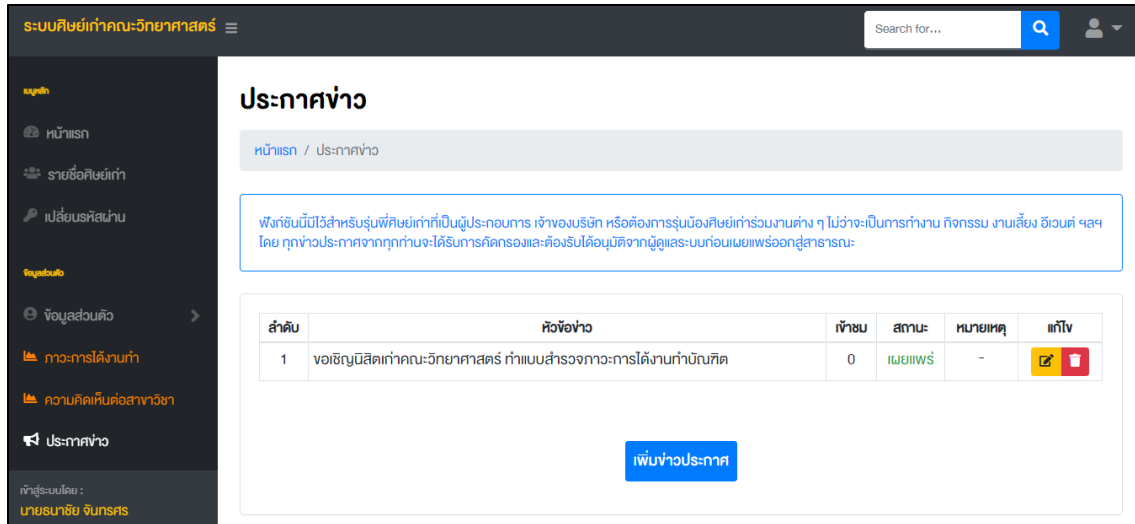 ระบบศิษย์เก่าคณะวิทยาศาสตร์
Search for...
เมนูหลัก
หน้าแรก
รายชื่อศิษย์เก่า
เปลี่ยนรหัสผ่าน
ข้อมูลส่วนตัว
ข้อมูลส่วนตัว
ภาวะการได้งานทำ
ความคิดเห็นต่อสาขาวิชา
ประกาศข่าว
เข้าสู่ระบบโดย :
นายธนาชัย จันทรศร
ประกาศข่าว
หน้าแรก / ประกาศข่าว
ฟังก์ชันนี้มีไว้สำหรับรุ่นพี่ศิษย์เก่าที่เป็นผู้ประกอบการ เจ้าของบริษัท หรือต้องการรุ่นน้องศิษย์เก่าร่วมงานต่าง ๆ ไม่ว่าจะเป็นการทำงาน กิจกรรม งานเลี้ยง อีเวนต์ ฯลฯ
โดย ทุกข่าวประกาศจากทุกท่านจะได้รับการคัดกรองและต้องรับได้อนุมัติจากผู้ดูแลระบบก่อนเผยแพร่ออกสู่สาธารณะ
ลำดับ หัวข้อข่าว เข้าชม สถานะ หมายเหตุ แก้ไข
1 ขอเชิญนิสิตเก่าคณะวิทยาศาสตร์ ทำแบบสำรวจภาวะการได้งานทำบัณฑิต 0 เผยแพร่ -
เพิ่มข่าวประกาศ